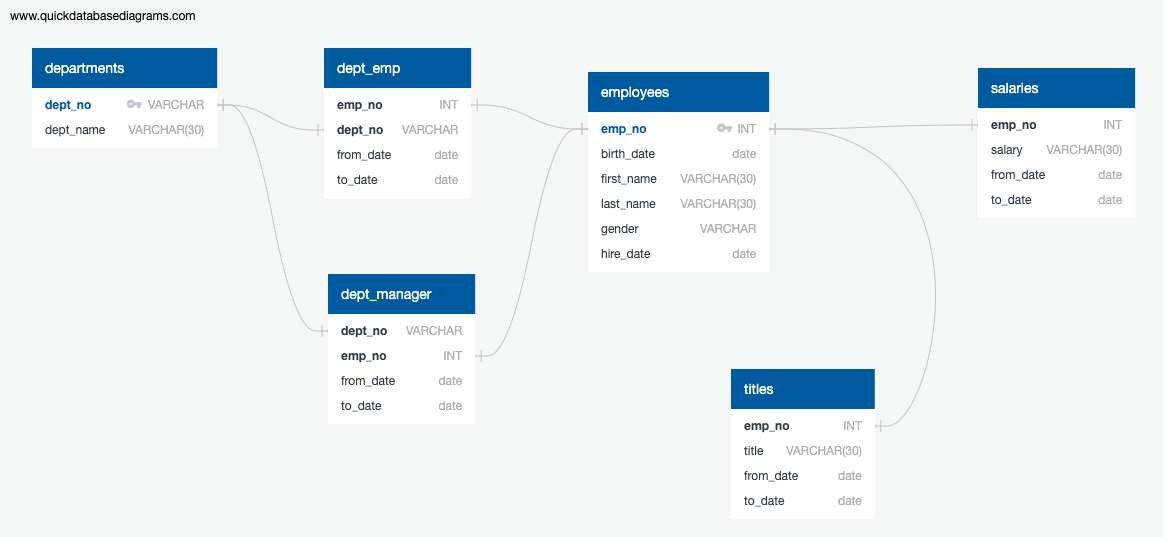 www.quickdatabasediagrams.com
departments
dept_no VARCHAR
dept_name VARCHAR(30)
dept_emp
emp_no INT
dept_no VARCHAR
from_date date
to_date date
dept_manager
dept_no VARCHAR
emp_no INT
from_date date
to_date date
employees
emp_no INT
birth_date date
first_name VARCHAR(30)
last_name VARCHAR(30)
gender VARCHAR
hire_date date
salaries
emp_no INT
salary VARCHAR(30)
from_date date
to_date date
titles
emp_no INT
title VARCHAR(30)
from_date date
to_date date